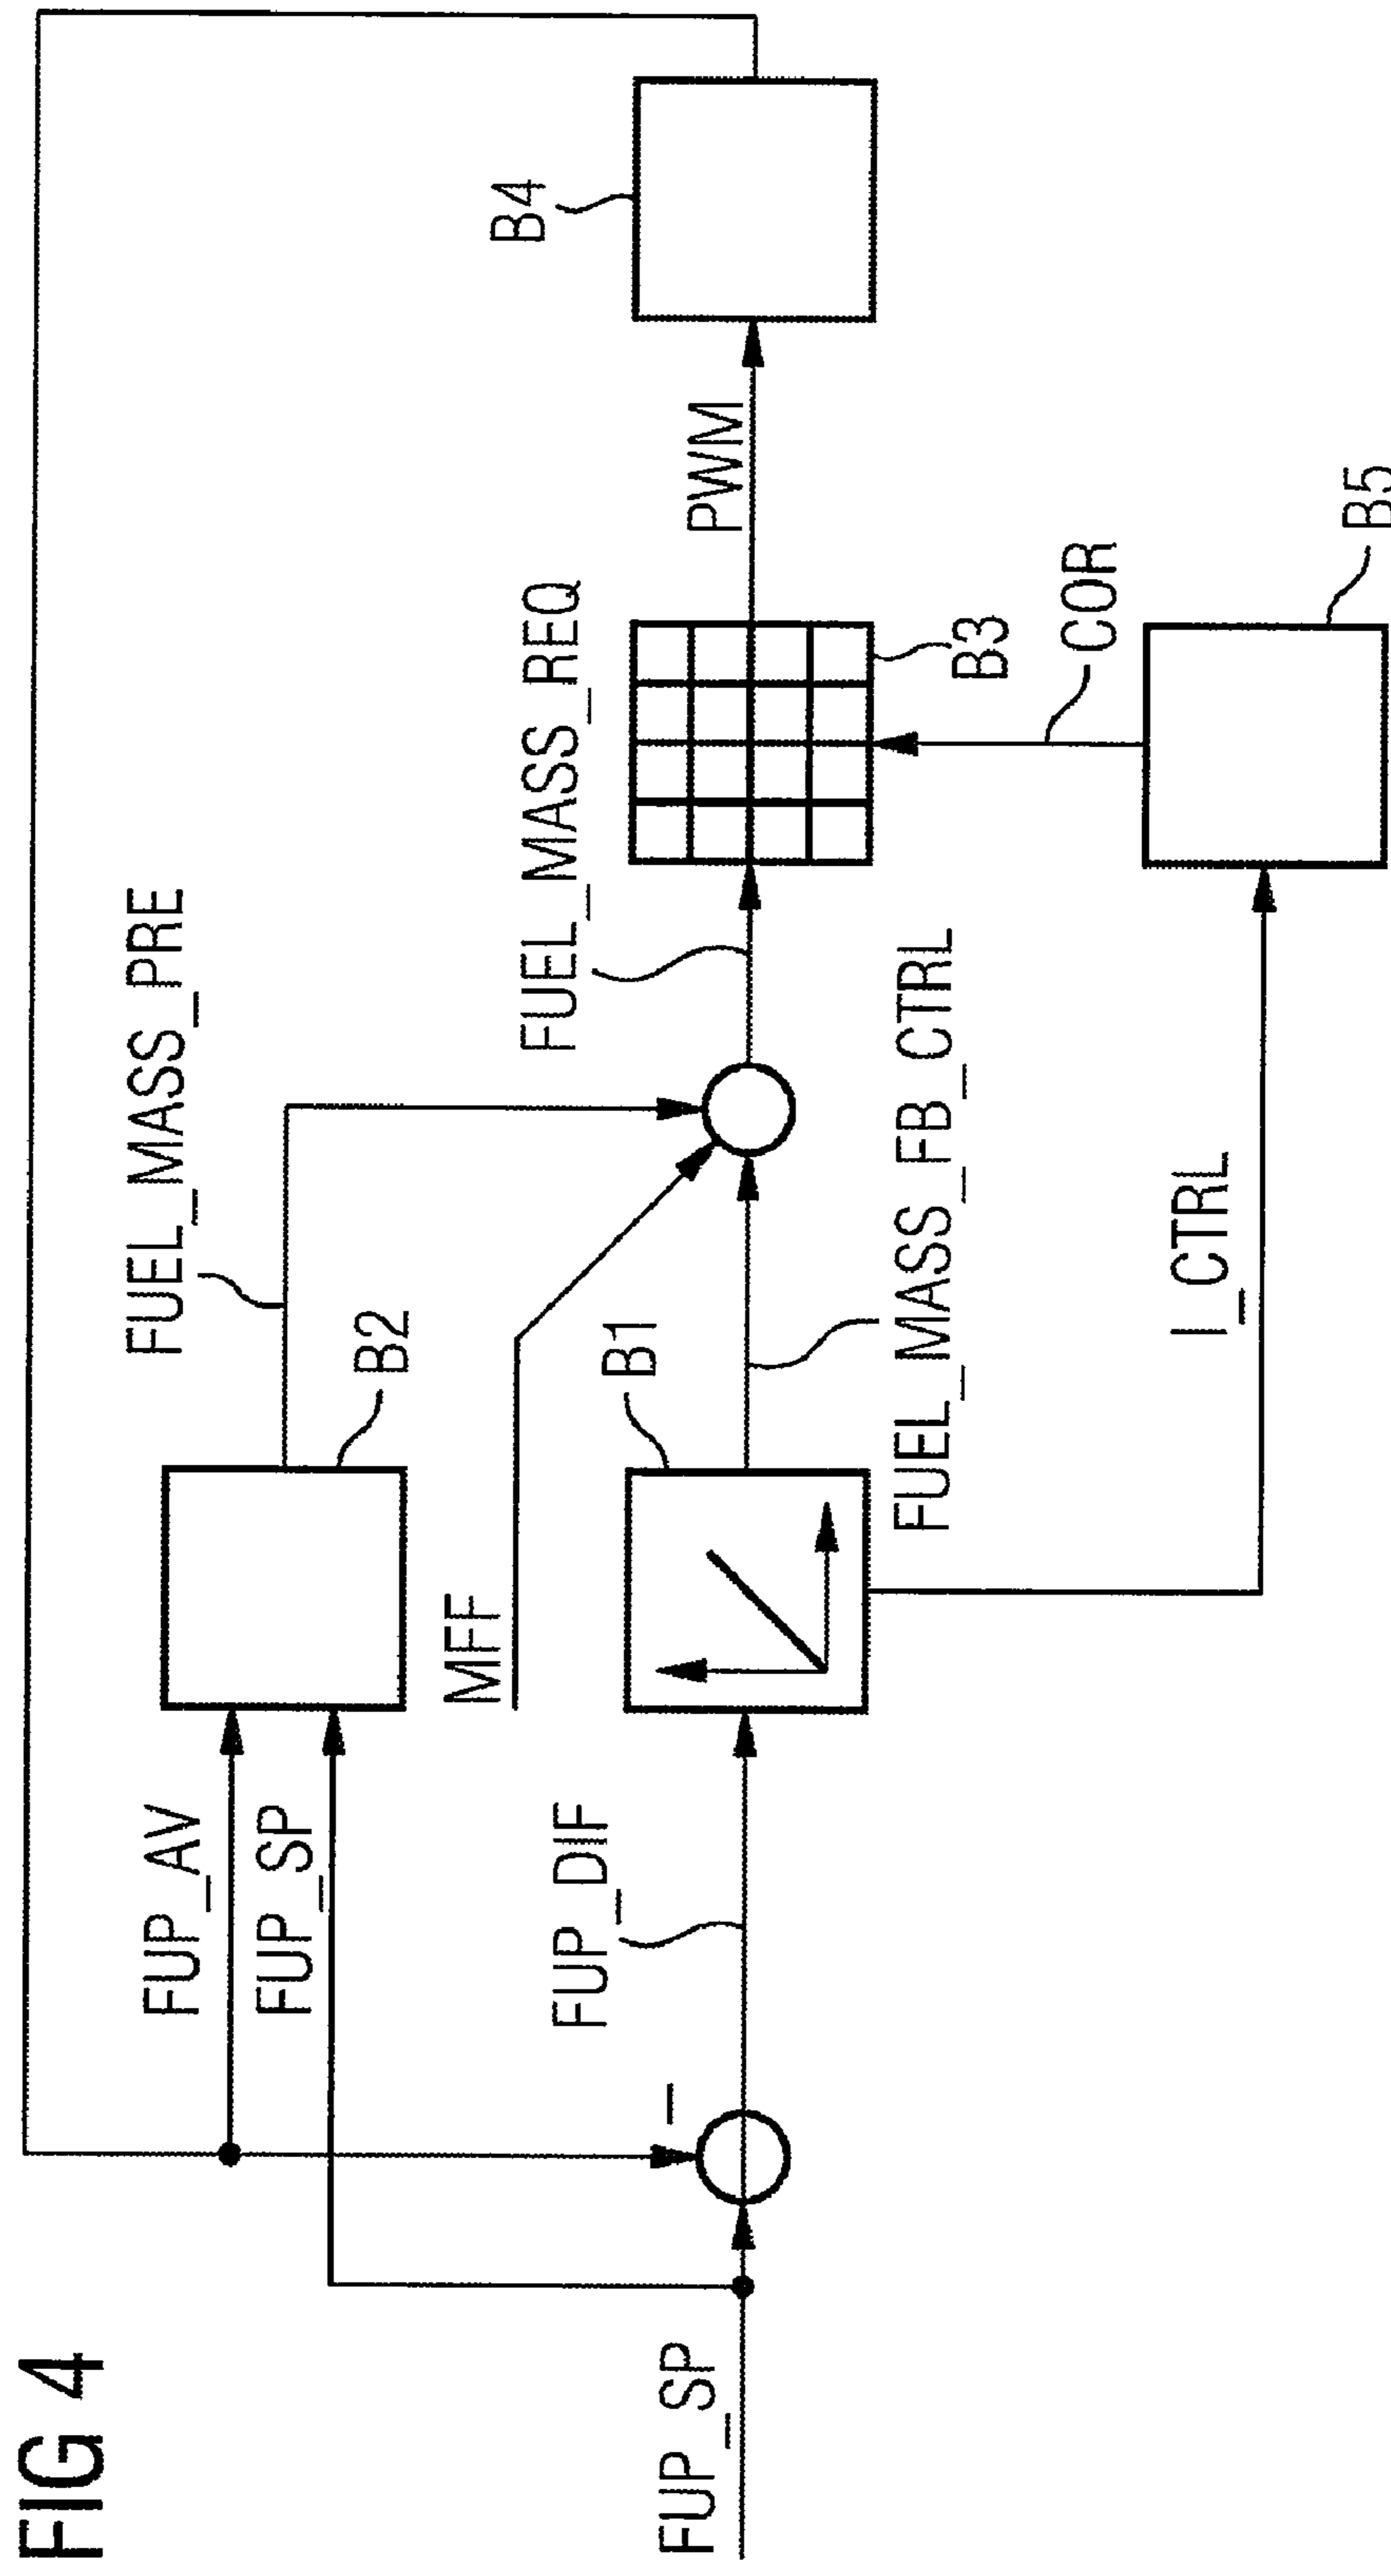 FIG 4
FUP_SP
FUP_AV
FUP_SP
FUP_DIF
MFF
B2
B1
FUEL_MASS_PRE
FUEL_MASS_FB_CTRL
I_CTRL
FUEL_MASS_REQ
B3
COR
B5
PWM
B4